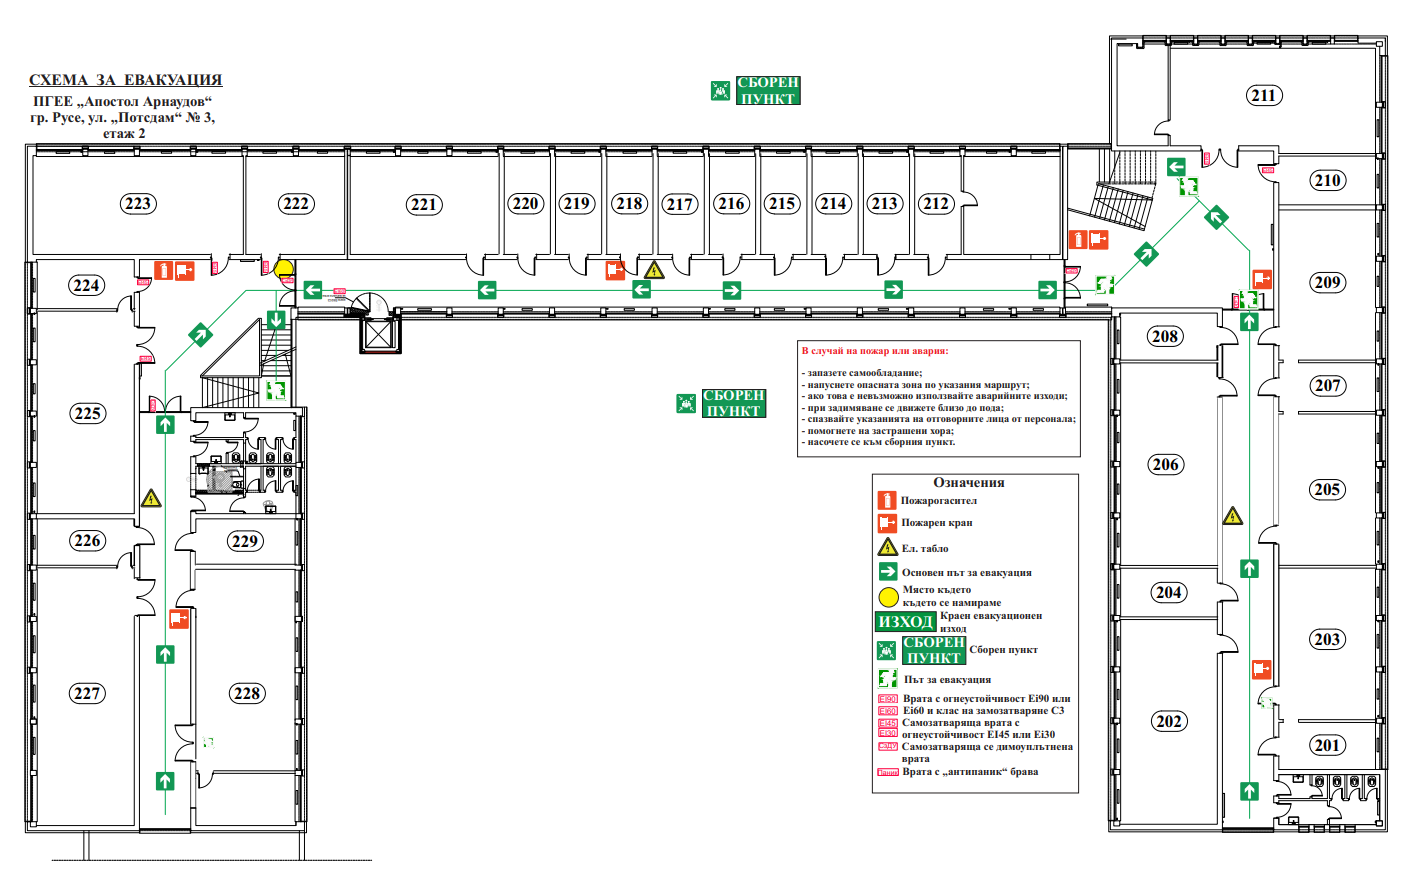 СХЕМА ЗА ЕВАКУАЦИЯ
ПГЕЕ „Апостол Арнаудов“
гр. Русе, ул. „Потсдам“ № 3,
етаж 2
СБОРЕН
ПУНКТ
211
210
209
208
207
206
205
204
203
202
201
223
222
221
220
219
218
217
216
215
214
213
212
224
225
226
229
227
228
СБОРЕН
ПУНКТ
В случай на пожар или авария:
- запазете самообладание;
- напуснете опасната зона по указания маршрут;
- ако това е невъзможно използвайте аварийните изходи;
- при задимяване се движете близо до пода;
- спазвайте указанията на отговорните лица от персонала;
- помогнете на застрашени хора;
- насочете се към сборния пункт.
Означения
Пожарогасител
Пожарен кран
Ел. табло
Основен път за евакуация
Място където
където се намираме
ИЗХОД
Краен евакуационен
изход
СБОРЕН
ПУНКТ
Сборен пункт
Път за евакуация
Ei90
Врата с огнеустойчивост Ei90 или
Ei60
Ei60 и клас на замозатваряне C3
EI45
Самозатваряща врата с
Ei30
огнеустойчивост EI45 или Ei30
СЗДУ
Самозатваряща се димоуплътнена
врата
Паник
Врата с „антипаник“ брава